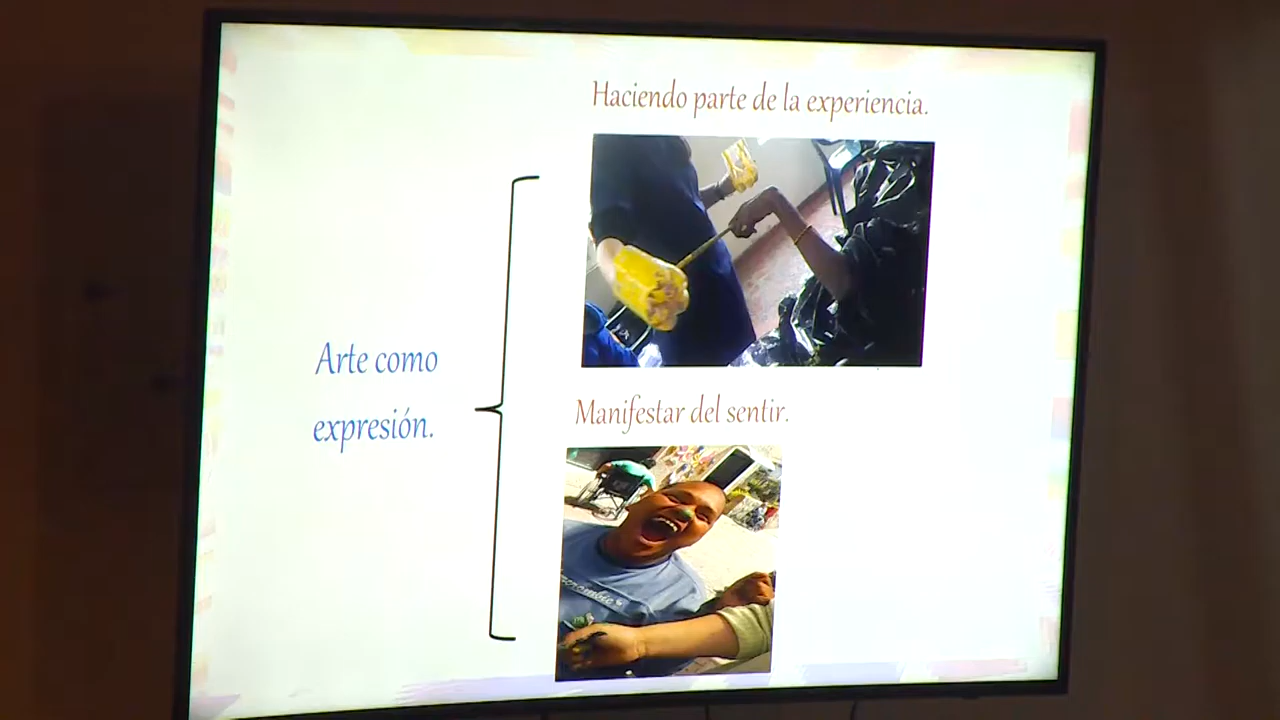 Haciendo parte de la experiencia.
Arte como
expresión.
Manifestar del sentir.